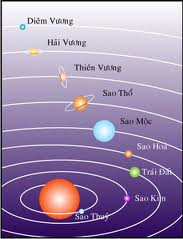 Diêm Vương
Hải Vương
Thiên Vương
Sao Thổ
Sao Mộc
Sao Hoả
Trái Đất
Sao Kim
Sao Thuỷ